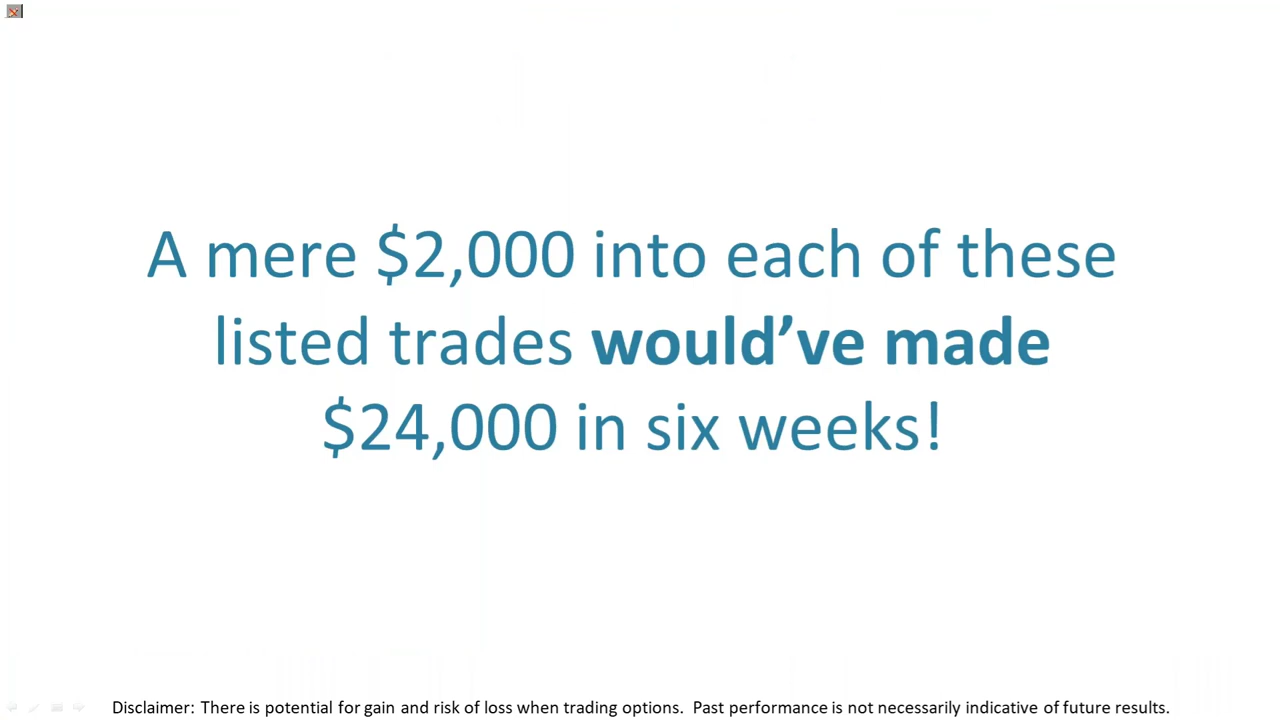 A mere $2,000 into each of these
listed trades would’ve made
$24,000 in six weeks!
Disclaimer: There is potential for gain and risk of loss when trading options.  Past performance is not necessarily indicative of future results.